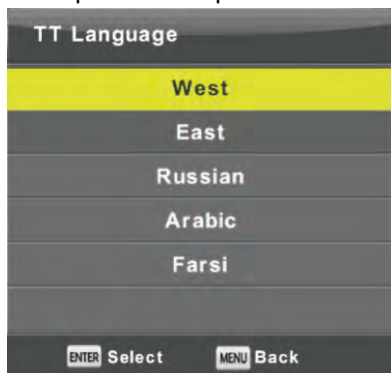 TT Language
West
East
Russian
Arabic
Farsi
ENTER Select MENU Back